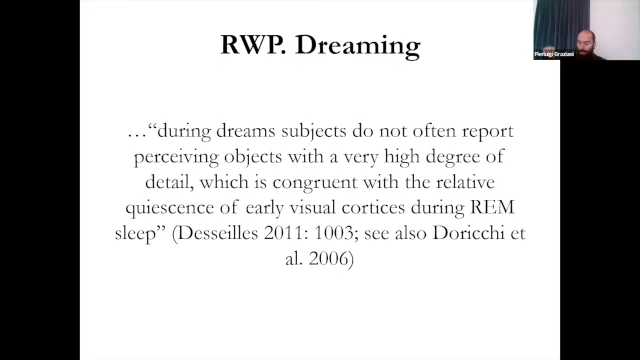 RWP. Dreaming
Pierluigi Graziani
…“during dreams subjects do not often report
perceiving objects with a very high degree of
detail, which is congruent with the relative
quiescence of early visual cortices during REM
sleep” (Desseilles 2011: 1003; see also Doricchi et
al. 2006)